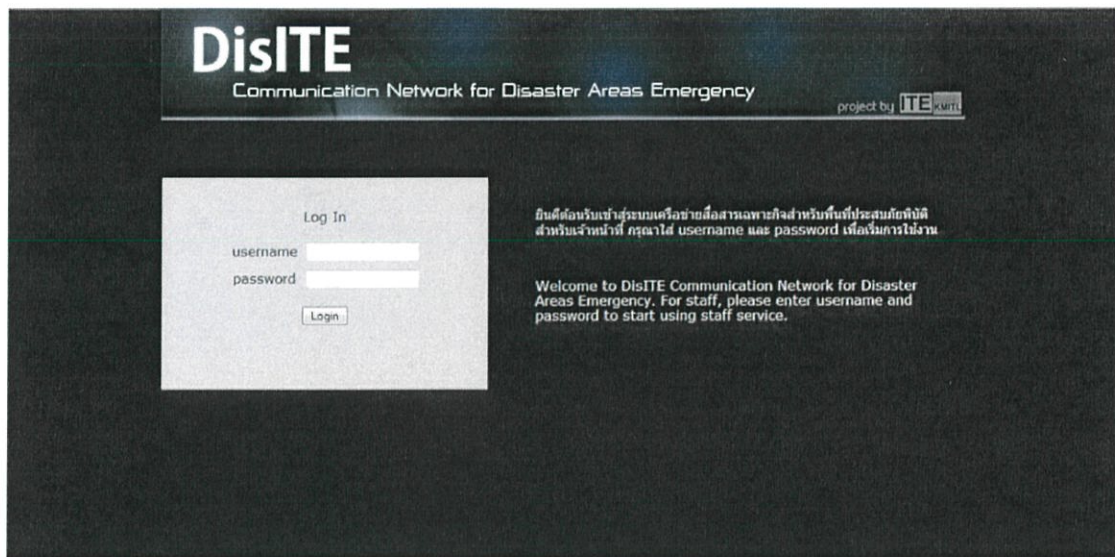 DisITE
Communication Network for Disaster Areas Emergency
project by ITE KMITL
Log In
username
password
Login
ยินดีต้อนรับเข้าสู่ระบบเครือข่ายสื่อสารเฉพาะกิจสำหรับพื้นที่ประสบภัยพิบัติ
สำหรับเจ้าหน้าที่ กรุณาใส่ username และ password เพื่อเริ่มการใช้งาน
Welcome to DisITE Communication Network for Disaster
Areas Emergency. For staff, please enter username and
password to start using staff service.